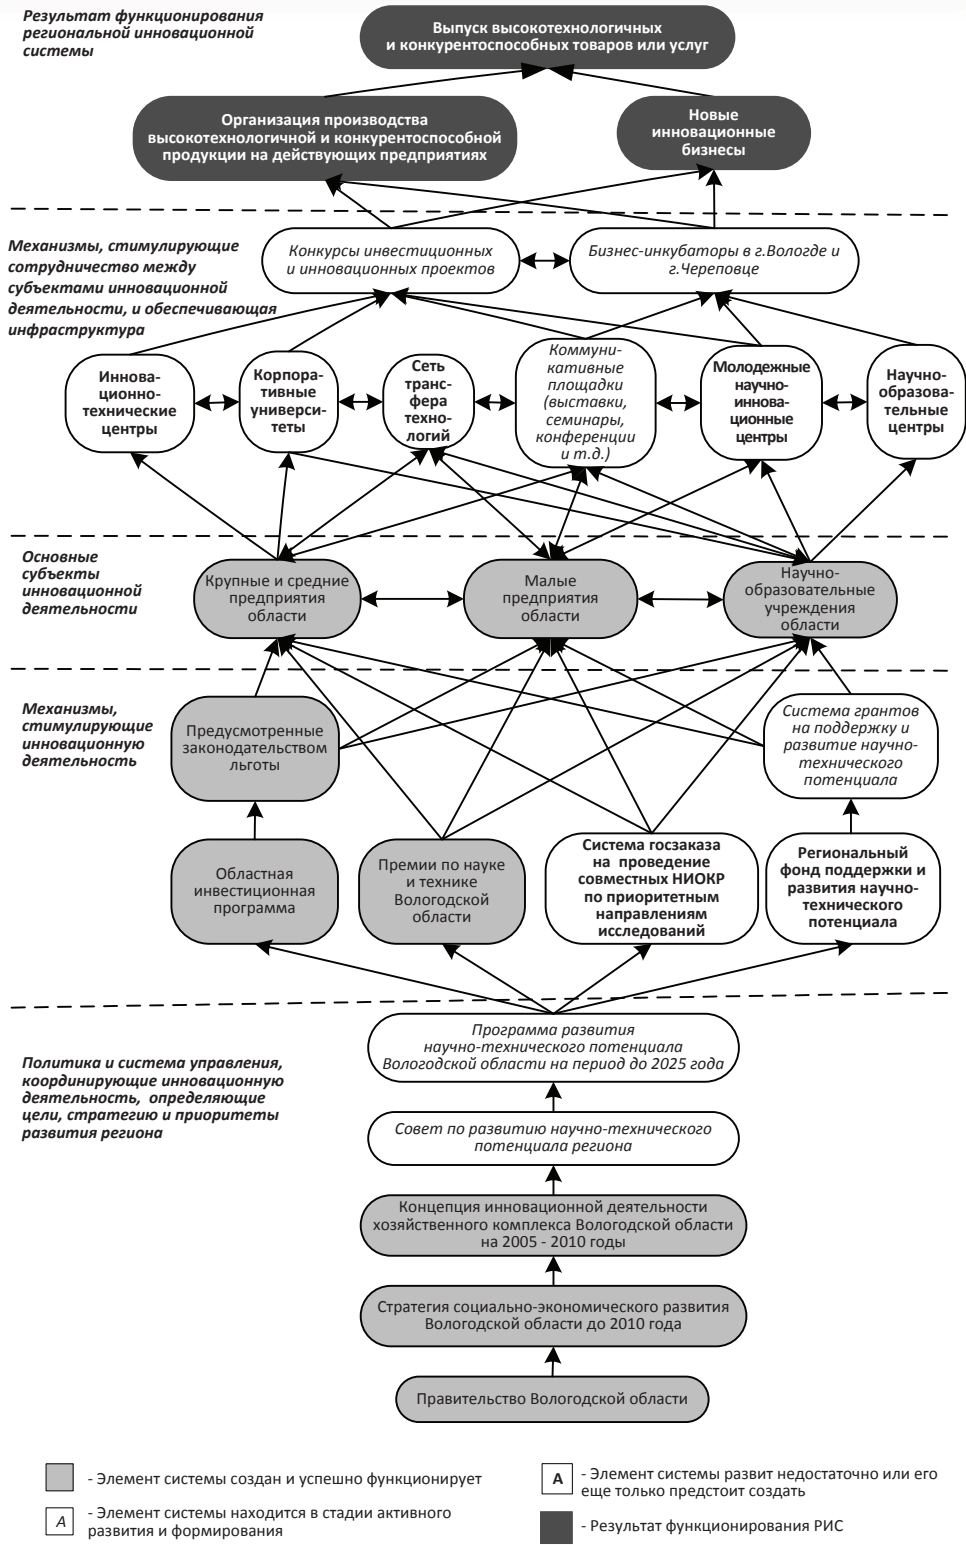 Результат функционирования
региональной инновационной
системы
Выпуск высокотехнологичных
и конкурентоспособных товаров или услуг
Организация производства
высокотехнологичной и конкурентоспособной
продукции на действующих предприятиях
Новые
инновационные
бизнесы
Механизмы, стимулирующие
сотрудничество между
субъектами инновационной
деятельности, и обеспечивающая
инфраструктура
Конкурсы инвестиционных
и инновационных проектов
Бизнес-инкубаторы в г.Вологде и
г.Череповце
Иннова-
ционно-
технические
центры
Корпора-
тивные
универси-
теты
Сеть
транс-
фера
техно-
логий
Коммуни-
кативные
площадки
(выставки,
семинары,
конференции
и т.д.)
Молодежные
научно-
иннова-
ционные
центры
Научно-
образова-
тельные
центры
Основные
субъекты
инновационной
деятельности
Крупные и средние
предприятия
области
Малые
предприятия
области
Научно-
образовательные
учреждения
области
Механизмы,
стимулирующие
инновационную
деятельность
Предусмотренные
законодательством
льготы
Система грантов
на поддержку и
развитие научно-
технического
потенциала
Областная
инвестиционная
программа
Премии по науке
и технике
Вологодской
области
Система госзаказа
на проведение
совместных НИОКР
по приоритетным
направлениям
исследований
Региональный
фонд поддержки и
развития научно-
технического
потенциала
Политика и система управления,
координирующие инновационную
деятельность, определяющие
цели, стратегию и приоритеты
развития региона
Программа развития
научно-технического потенциала
Вологодской области на период до 2025 года
Совет по развитию научно-технического
потенциала региона
Концепция инновационной деятельности
хозяйственного комплекса Вологодской области
на 2005 - 2010 годы
Стратегия социально-экономического развития
Вологодской области до 2010 года
Правительство Вологодской области
- Элемент системы создан и успешно функционирует
А
- Элемент системы находится в стадии активного
развития и формирования
А
- Элемент системы развит недостаточно или его
еще только предстоит создать
- Результат функционирования РИС